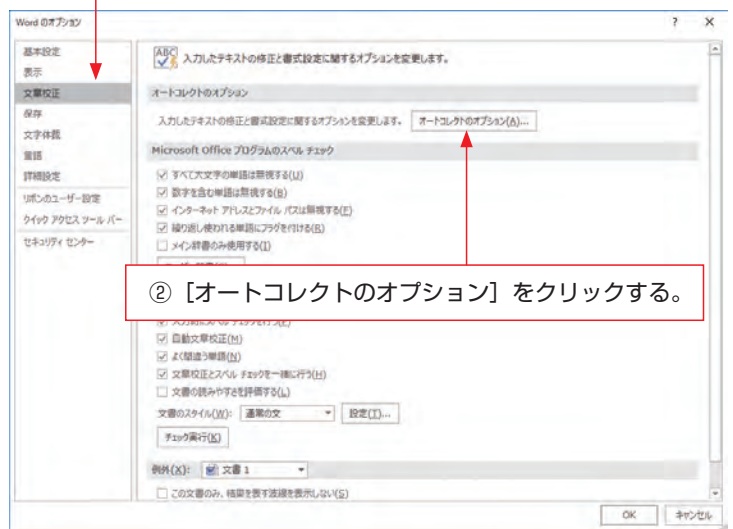 Word のオプション
? ×
基本設定
表示
文章校正
保存
文字体裁
言語
詳細設定
リボンのユーザー設定
クイック アクセス ツール バー
セキュリティ センター
ABC 入力したテキストの修正と書式設定に関するオプションを変更します。
オートコレクトのオプション
入力したテキストの修正と書式設定に関するオプションを変更します。 オートコレクトのオプション(A)...
Microsoft Office プログラムのスペル チェック
すべて大文字の単語は無視する(U)
数字を含む単語は無視する(B)
インターネット アドレスとファイル パスは無視する(F)
繰り返し使われる単語にフラグを付ける(R)
メイン辞書のみ使用する(I)
② [オートコレクトのオプション] をクリックする。
自動文章校正(M)
よく間違う単語(N)
文章校正とスペル チェックを一緒に行う(H)
文書の読みやすさを評価する(L)
文書のスタイル(W): 通常の文 設定(T)...
チェック実行(K)
例外(X): 文書 1
この文書のみ、結果を表す波線を表示しない(S)
OK キャンセル